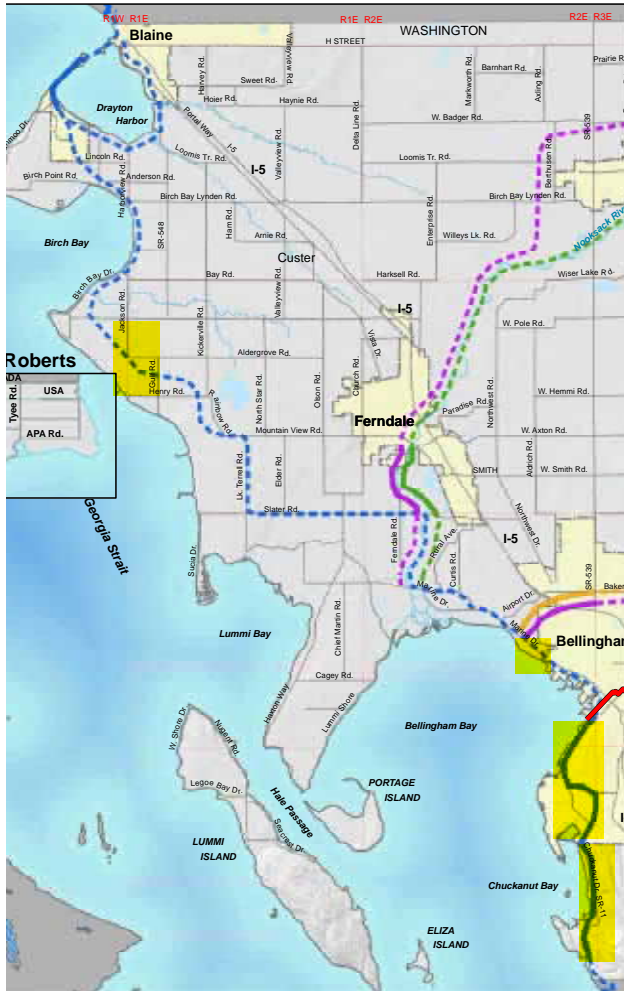 R1W R1E
R1E R2E
R2E R3E
Blaine
H STREET
WASHINGTON
Harvey Rd.
Valleyview Rd
Sweet Rd.
Hoier Rd.
Haynie Rd.
Delta Line Rd.
Markworth Rd.
Barnhart Rd.
Axling Rd.
Prairie R
SR-539
Drayton
Harbor
Portal Way
I-5
W. Badger Rd.
Lincoln Rd.
Loomis Tr. Rd.
I-5
Valleyview Rd.
Loomis Tr. Rd.
Berthusen Rd.
Birch Point Rd.
Anderson Rd.
Harborview Rd.
Birch Bay Lynden Rd.
Birch Bay Lynden Rd.
Ham Rd.
Enterprise Rd.
SR-548
Arnie Rd.
Willeys Lk. Rd.
Nooksack Rive
Birch Bay
Custer
Birch Bay Dr.
Bay Rd.
Harksell Rd.
Wiser Lake Rd.
Valleyview Rd.
I-5
Jackson Rd.
Kickerville Rd.
W. Pole Rd.
Vista Dr.
Roberts
Gulf Rd.
Aldergrove Rd.
Church Rd.
ADA
USA
Tyee Rd.
Henry Rd.
Rainbow Rd.
North Star Rd.
Olson Rd.
Northwest Rd.
W. Hemmi Rd.
Paradise Rd.
Ferndale
APA Rd.
Mountain View Rd.
W. Axton Rd.
Lk. Terrell Rd.
Elder Rd.
SMITH
Aldrich Rd.
W. Smith Rd.
Georgia Strait
Slater Rd.
Northwest Dr.
Ferndale Rd.
Rural Ave.
I-5
Sucia Dr.
Curtis Rd.
SR-539
Marine Dr.
Airport Dr.
Baker
Lummi Bay
Chief Martin Rd.
Marine Dr.
Bellingham
Cagey Rd.
Haxton Way
Lummi Shore
Bellingham Bay
W. Shore Dr.
Nugent Rd.
Legoe Bay Dr.
Hale Passage
PORTAGE
ISLAND
LUMMI
ISLAND
Seacrest Dr.
Chuckanut Dr. SR-11
Chuckanut Bay
ELIZA
ISLAND